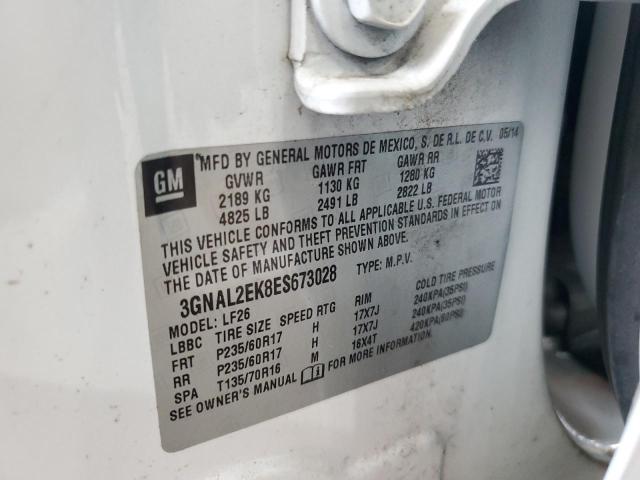 GM
MFD BY GENERAL MOTORS DE MEXICO, S. DE R.L. DE C.V. 05/14
GVWR GAWR FRT GAWR RR
2189 KG 1130 KG 1280 KG
4825 LB 2491 LB 2822 LB
THIS VEHICLE CONFORMS TO ALL APPLICABLE U.S. FEDERAL MOTOR
VEHICLE SAFETY AND THEFT PREVENTION STANDARDS IN EFFECT ON
THE DATE OF MANUFACTURE SHOWN ABOVE.
3GNAL2EK8ES673028 TYPE: M.P.V.
MODEL: LF26
LBBC TIRE SIZE SPEED RTG RIM COLD TIRE PRESSURE
FRT P235/60R17 H 17X7J 240KPA(35PSI)
RR P235/60R17 H 17X7J 240KPA(35PSI)
SPA T135/70R16 M 16X4T 420KPA(60PSI)
SEE OWNER'S MANUAL FOR MORE INFORMATION.